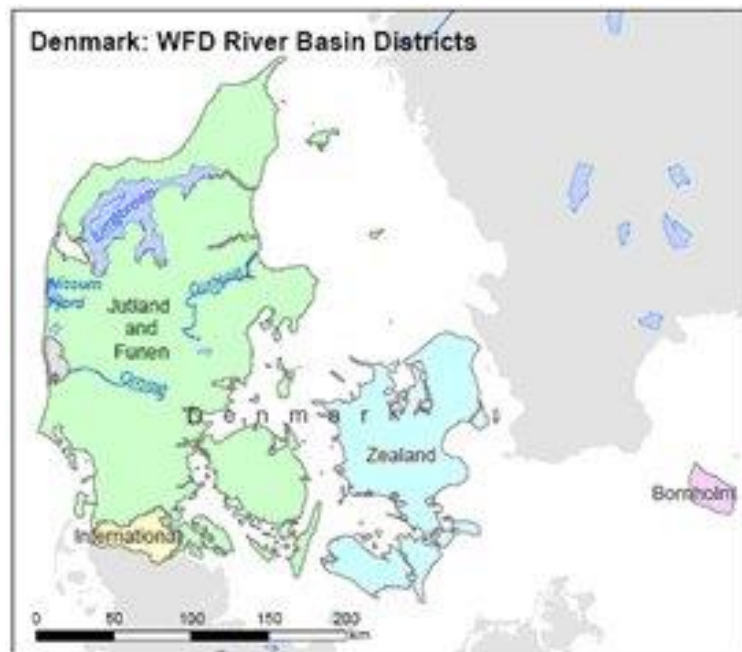 Denmark: WFD River Basin Districts
Limfjorden
Nissum
Fjord
Gudenå
Jutland
and
Funen
Omme
Denmark
Zealand
Bornholm
International
0 50 100 150 200
km